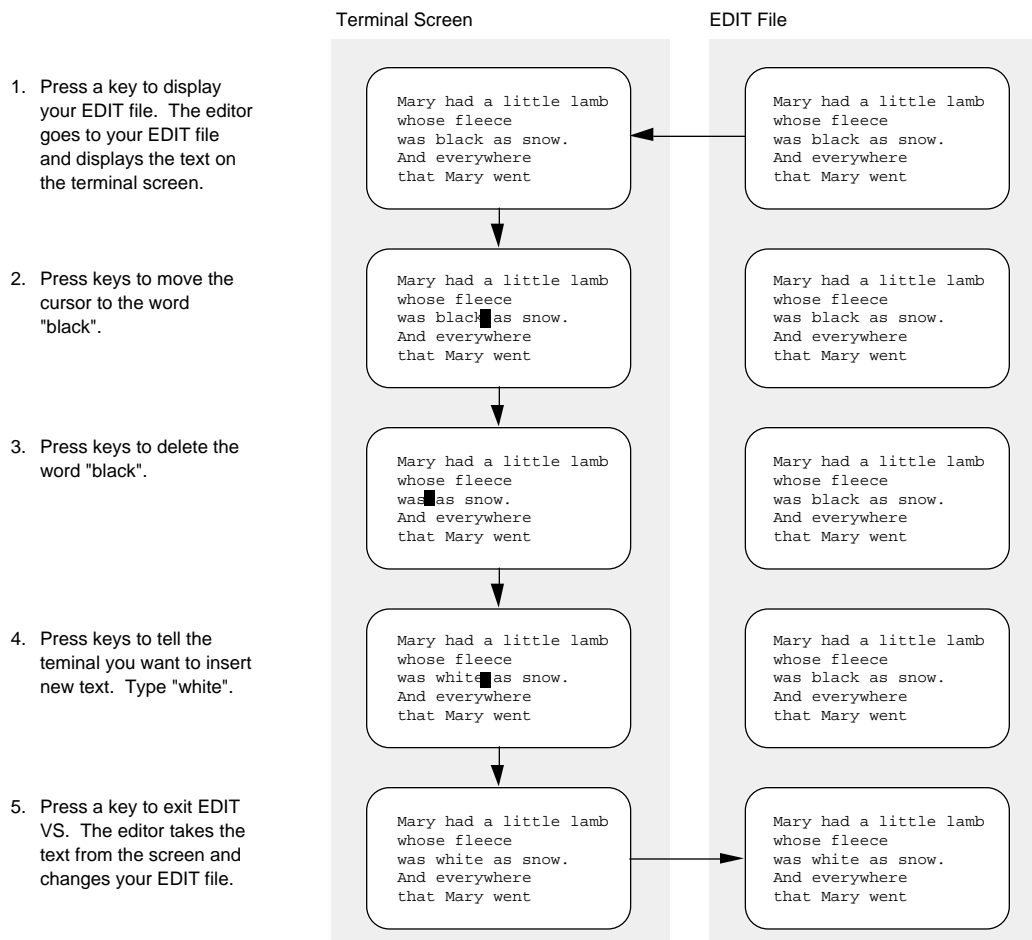 Terminal Screen
EDIT File
1. Press a key to display
your EDIT file. The editor
goes to your EDIT file
and displays the text on
the terminal screen.
Mary had a little lamb
whose fleece
was black as snow.
And everywhere
that Mary went
Mary had a little lamb
whose fleece
was black as snow.
And everywhere
that Mary went
2. Press keys to move the
cursor to the word
"black".
Mary had a little lamb
whose fleece
was black as snow.
And everywhere
that Mary went
Mary had a little lamb
whose fleece
was black as snow.
And everywhere
that Mary went
3. Press keys to delete the
word "black".
Mary had a little lamb
whose fleece
was as snow.
And everywhere
that Mary went
Mary had a little lamb
whose fleece
was black as snow.
And everywhere
that Mary went
4. Press keys to tell the
teminal you want to insert
new text. Type "white".
Mary had a little lamb
whose fleece
was white as snow.
And everywhere
that Mary went
Mary had a little lamb
whose fleece
was black as snow.
And everywhere
that Mary went
5. Press a key to exit EDIT
VS. The editor takes the
text from the screen and
changes your EDIT file.
Mary had a little lamb
whose fleece
was white as snow.
And everywhere
that Mary went
Mary had a little lamb
whose fleece
was white as snow.
And everywhere
that Mary went